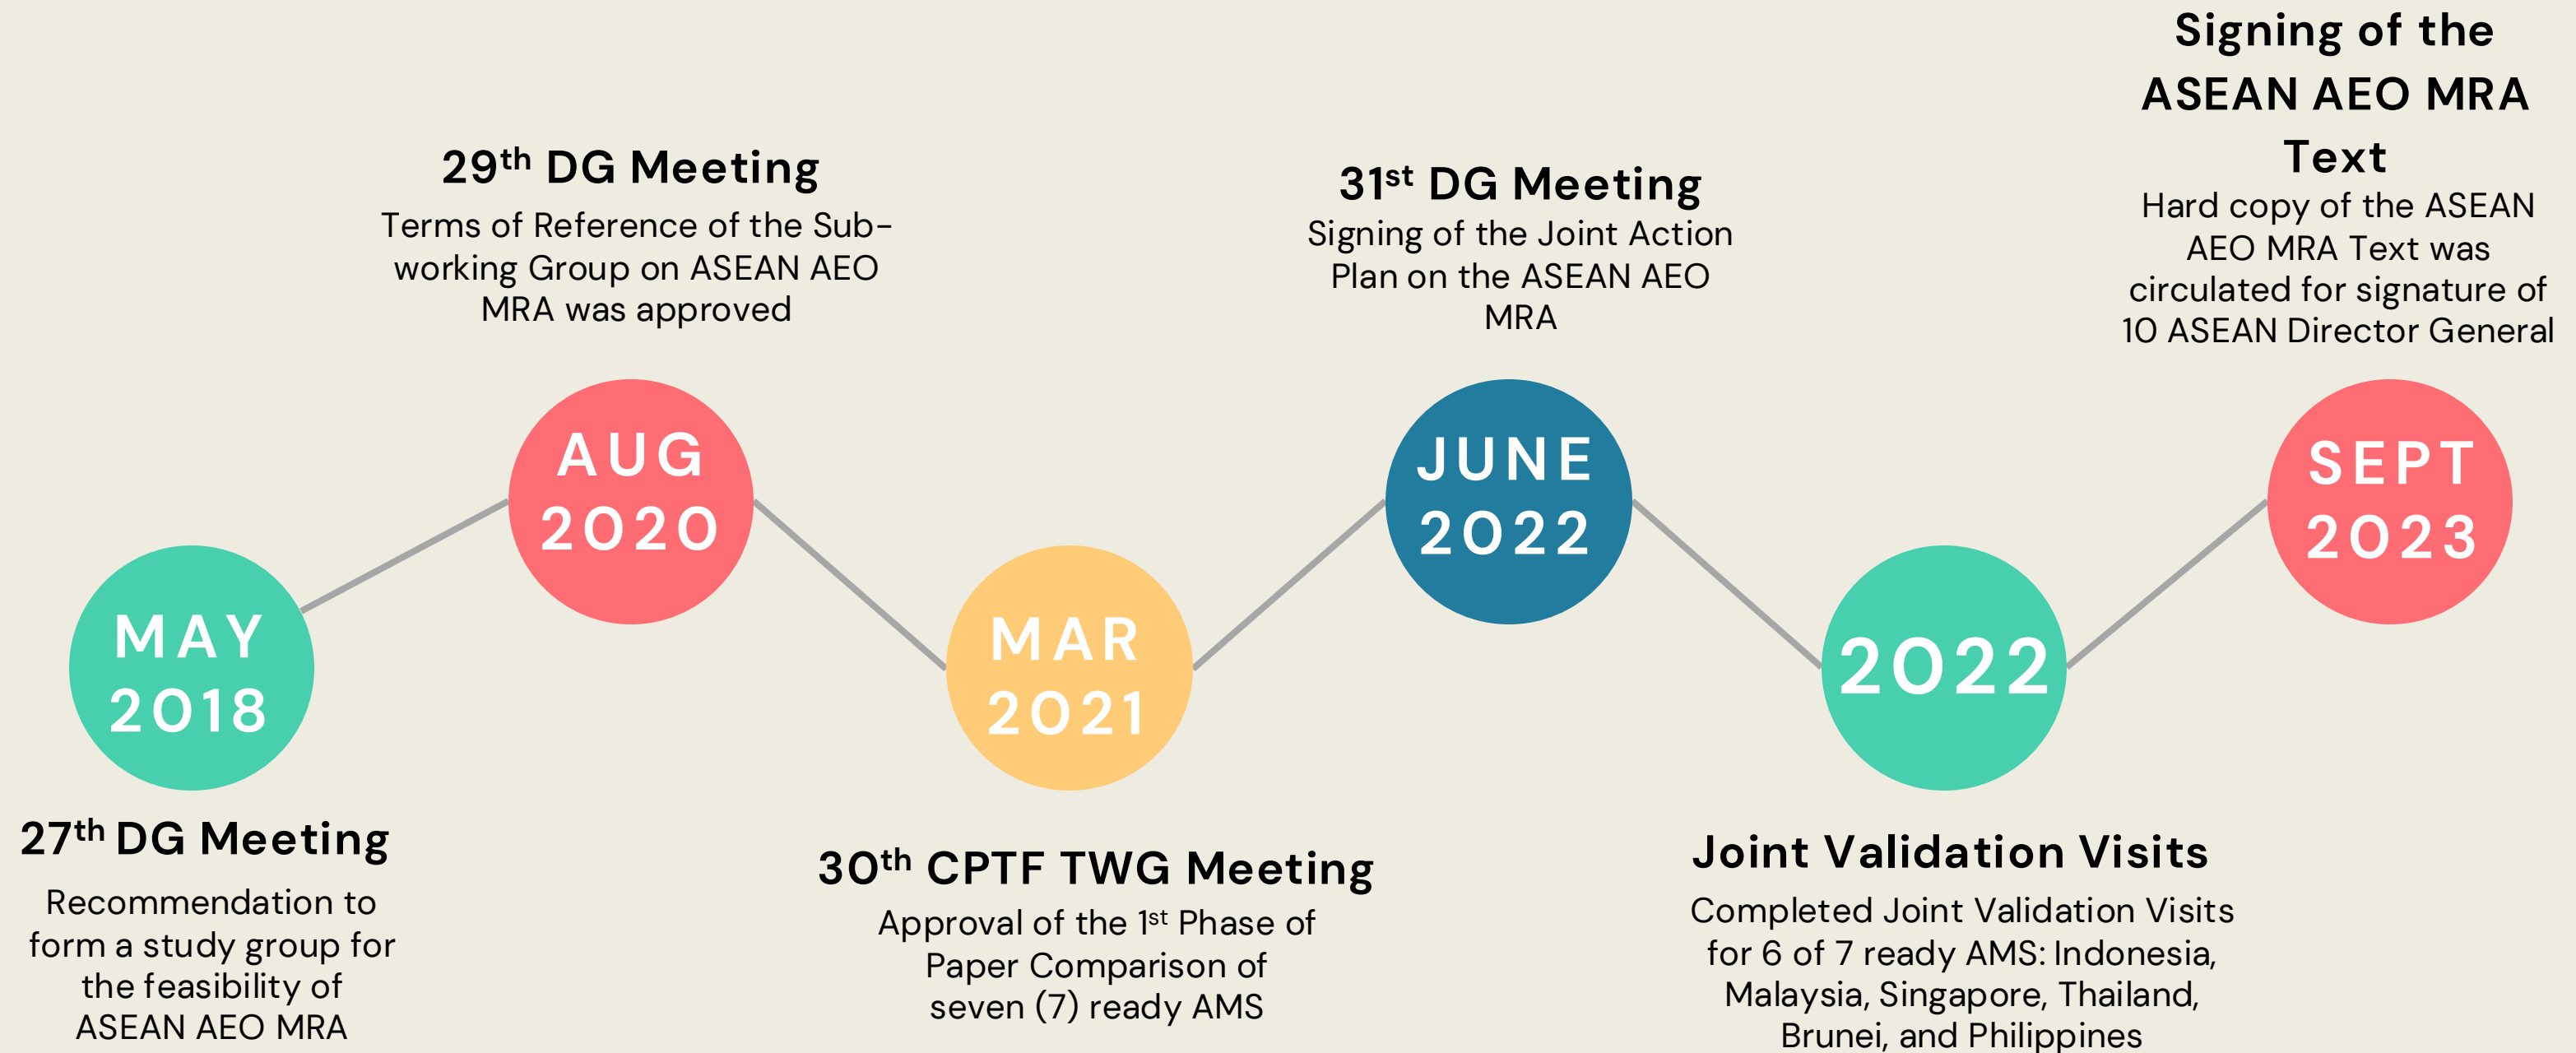 MAY
2018
27th DG Meeting
Recommendation to
form a study group for
the feasibility of
ASEAN AEO MRA
29th DG Meeting
Terms of Reference of the Sub-
working Group on ASEAN AEO
MRA was approved
AUG
2020
MAR
2021
30th CPTF TWG Meeting
Approval of the 1st Phase of
Paper Comparison of
seven (7) ready AMS
31st DG Meeting
Signing of the Joint Action
Plan on the ASEAN AEO
MRA
JUNE
2022
2022
Joint Validation Visits
Completed Joint Validation Visits
for 6 of 7 ready AMS: Indonesia,
Malaysia, Singapore, Thailand,
Brunei, and Philippines
Signing of the
ASEAN AEO MRA
Text
Hard copy of the ASEAN
AEO MRA Text was
circulated for signature of
10 ASEAN Director General
SEPT
2023